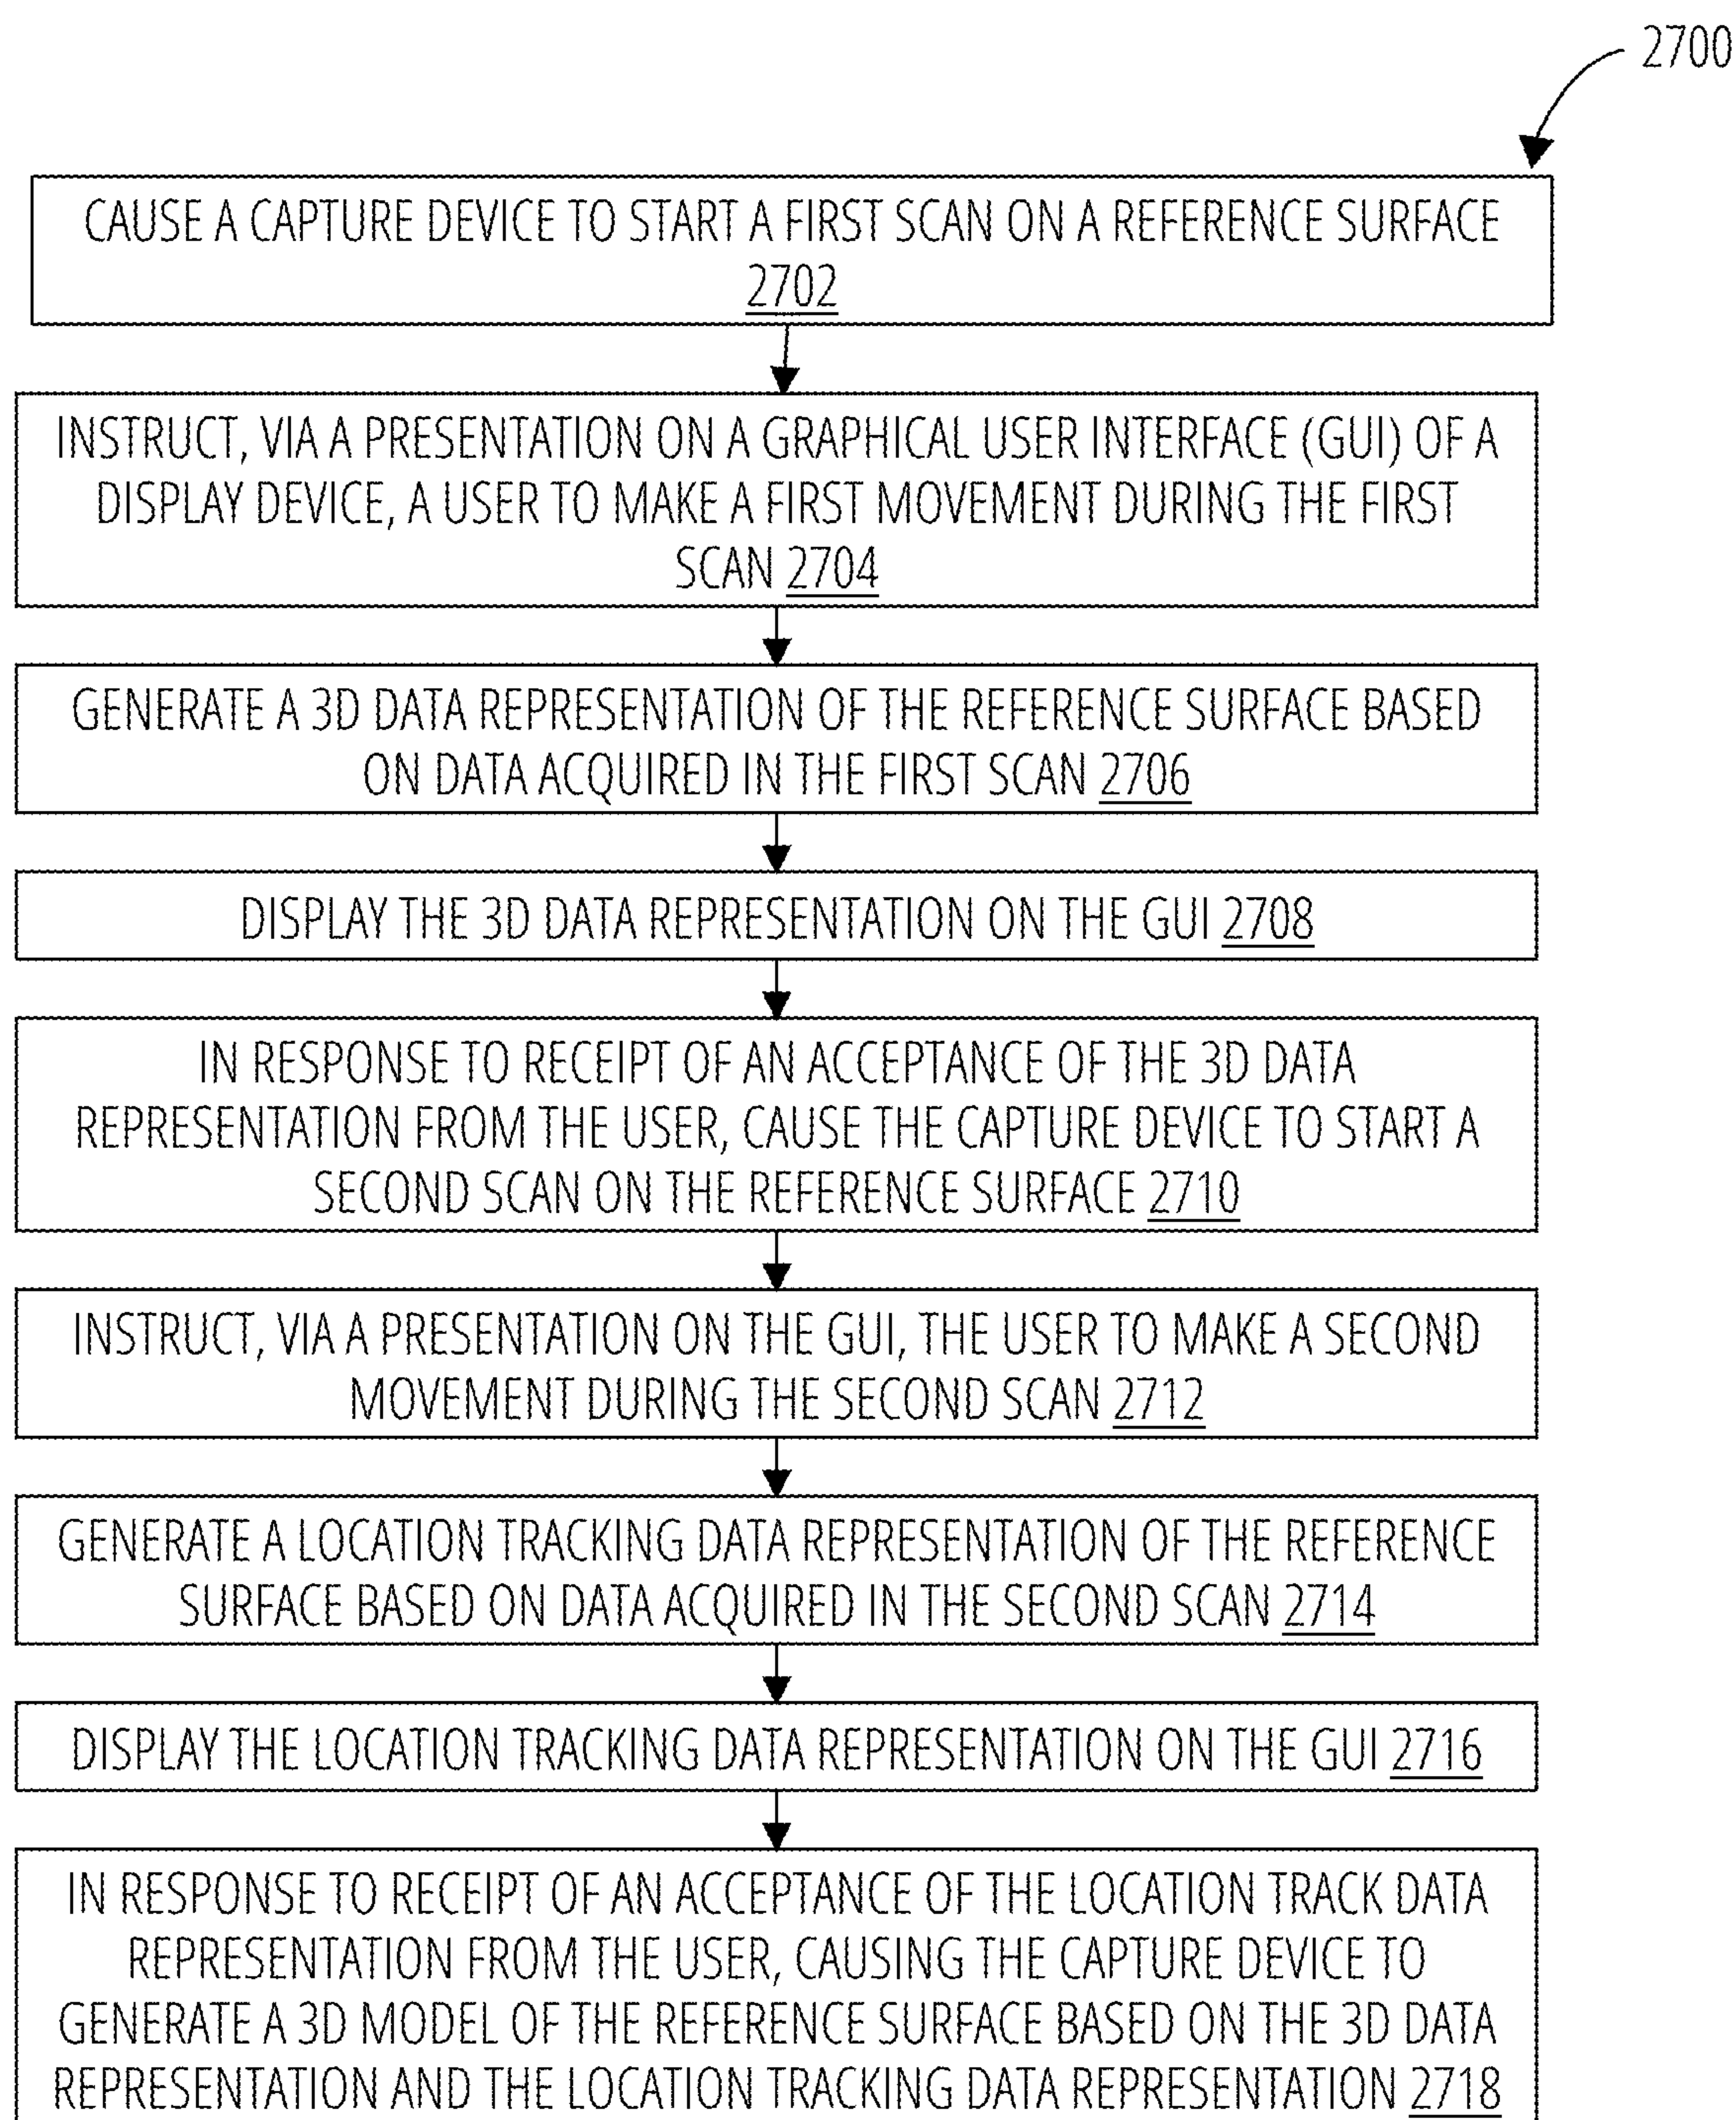 2700
CAUSE A CAPTURE DEVICE TO START A FIRST SCAN ON A REFERENCE SURFACE
2702
INSTRUCT, VIA A PRESENTATION ON A GRAPHICAL USER INTERFACE (GUI) OF A
DISPLAY DEVICE, A USER TO MAKE A FIRST MOVEMENT DURING THE FIRST
SCAN 2704
GENERATE A 3D DATA REPRESENTATION OF THE REFERENCE SURFACE BASED
ON DATA ACQUIRED IN THE FIRST SCAN 2706
DISPLAY THE 3D DATA REPRESENTATION ON THE GUI 2708
IN RESPONSE TO RECEIPT OF AN ACCEPTANCE OF THE 3D DATA
REPRESENTATION FROM THE USER, CAUSE THE CAPTURE DEVICE TO START A
SECOND SCAN ON THE REFERENCE SURFACE 2710
INSTRUCT, VIA A PRESENTATION ON THE GUI, THE USER TO MAKE A SECOND
MOVEMENT DURING THE SECOND SCAN 2712
GENERATE A LOCATION TRACKING DATA REPRESENTATION OF THE REFERENCE
SURFACE BASED ON DATA ACQUIRED IN THE SECOND SCAN 2714
DISPLAY THE LOCATION TRACKING DATA REPRESENTATION ON THE GUI 2716
IN RESPONSE TO RECEIPT OF AN ACCEPTANCE OF THE LOCATION TRACK DATA
REPRESENTATION FROM THE USER, CAUSING THE CAPTURE DEVICE TO
GENERATE A 3D MODEL OF THE REFERENCE SURFACE BASED ON THE 3D DATA
REPRESENTATION AND THE LOCATION TRACKING DATA REPRESENTATION 2718